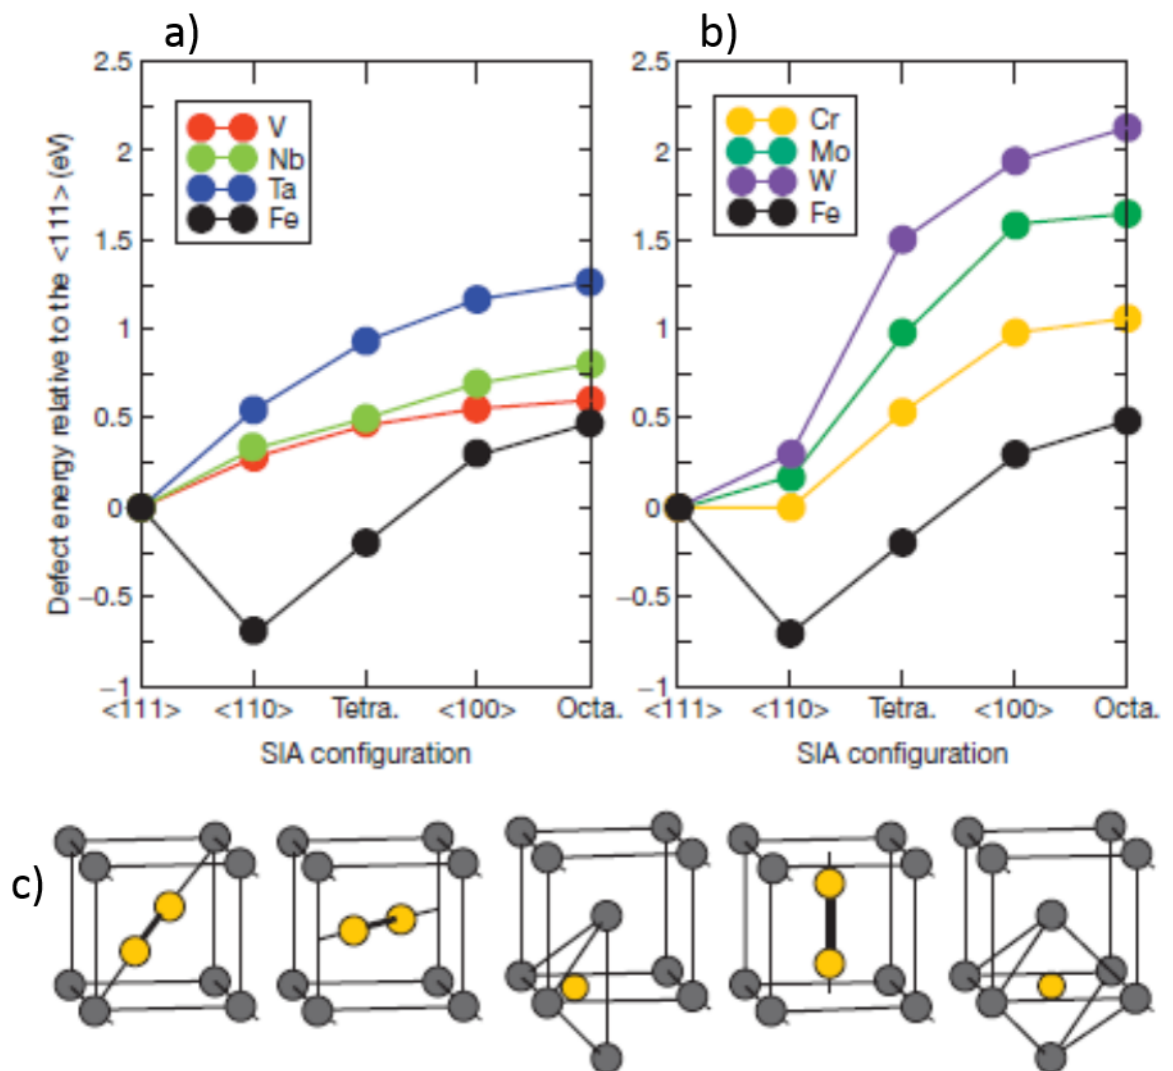 a)
b)
2.5
2
1.5
1
0.5
0
−0.5
−1
Defect energy relative to the <111> (eV)
V
Nb
Ta
Fe
<111>
<110>
Tetra.
<100>
Octa.
SIA configuration
2.5
2
1.5
1
0.5
0
−0.5
−1
Cr
Mo
W
Fe
<111>
<110>
Tetra.
<100>
Octa.
SIA configuration
c)